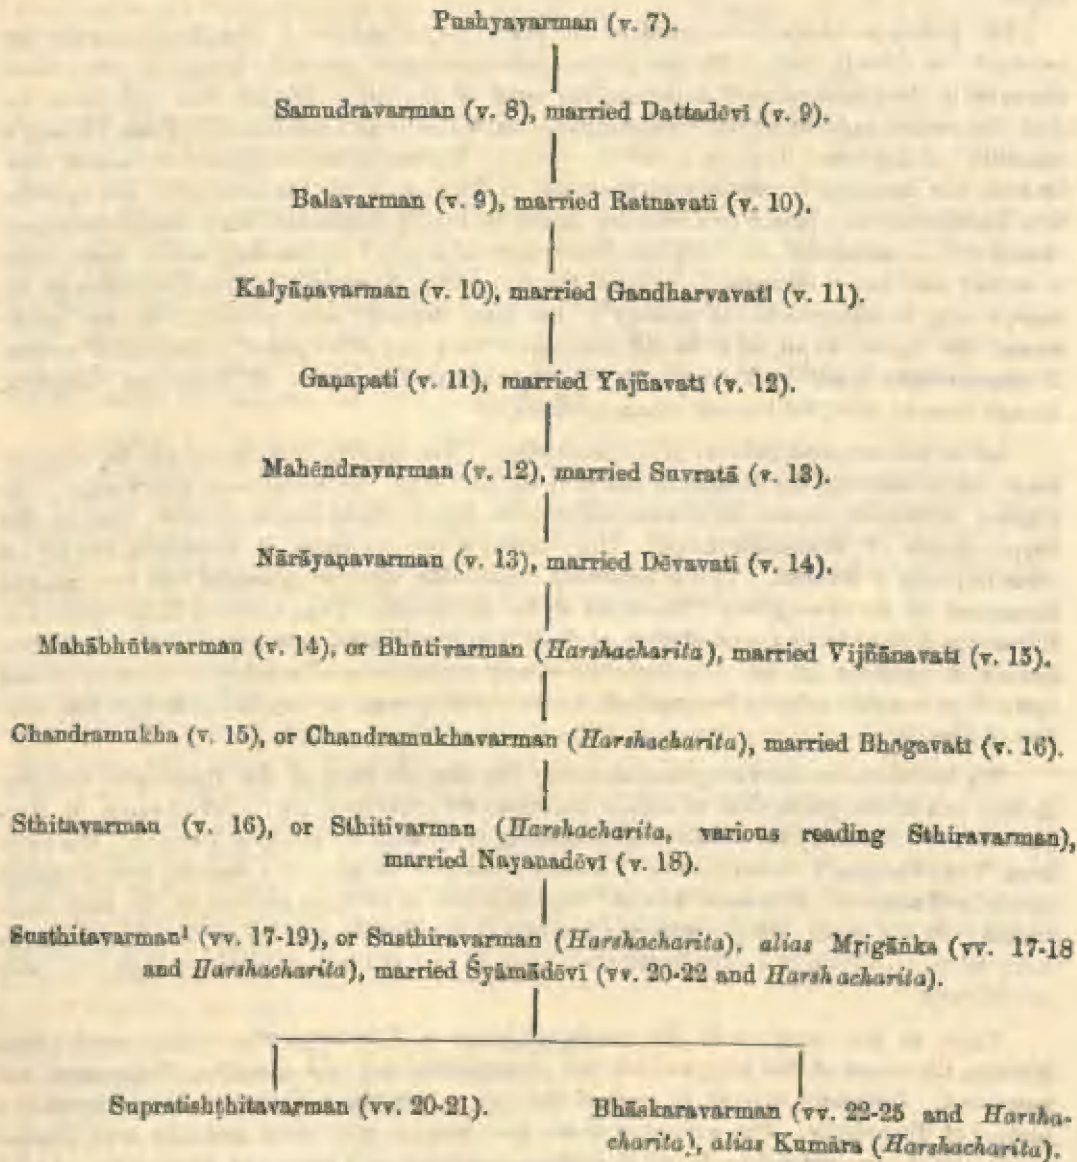 Pushyavarman (v. 7).
Samudravarman (v. 8), married Dattadēvī (v. 9).
Balavarman (v. 9), married Ratnavatī (v. 10).
Kalyāṇavarman (v. 10), married Gandharvavatī (v. 11).
Gaṇapati (v. 11), married Yajñavatī (v. 12).
Mahēndravarman (v. 12), married Suvratā (v. 13).
Nārāyaṇavarman (v. 13), married Dēvavatī (v. 14).
Mahābhūtavarman (v. 14), or Bhūtivarman (Harshacharita), married Vijñānavatī (v. 15).
Chandramukha (v. 15), or Chandramukhavarman (Harshacharita), married Bhōgavatī (v. 16).
Sthitavarman (v. 16), or Sthitivarman (Harshacharita, various reading Sthiravarman),
married Nayanadēvī (v. 18).
Susthitavarman¹ (vv. 17-19), or Susthiravarman (Harshacharita), alias Mṛigāṅka (vv. 17-18
and Harshacharita), married Śyāmādēvī (vv. 20-22 and Harshacharita).
Supratishṭhitavarman (vv. 20-21).
Bhāskaravarman (vv. 22-25 and Harsha-
charita), alias Kumāra (Harshacharita).